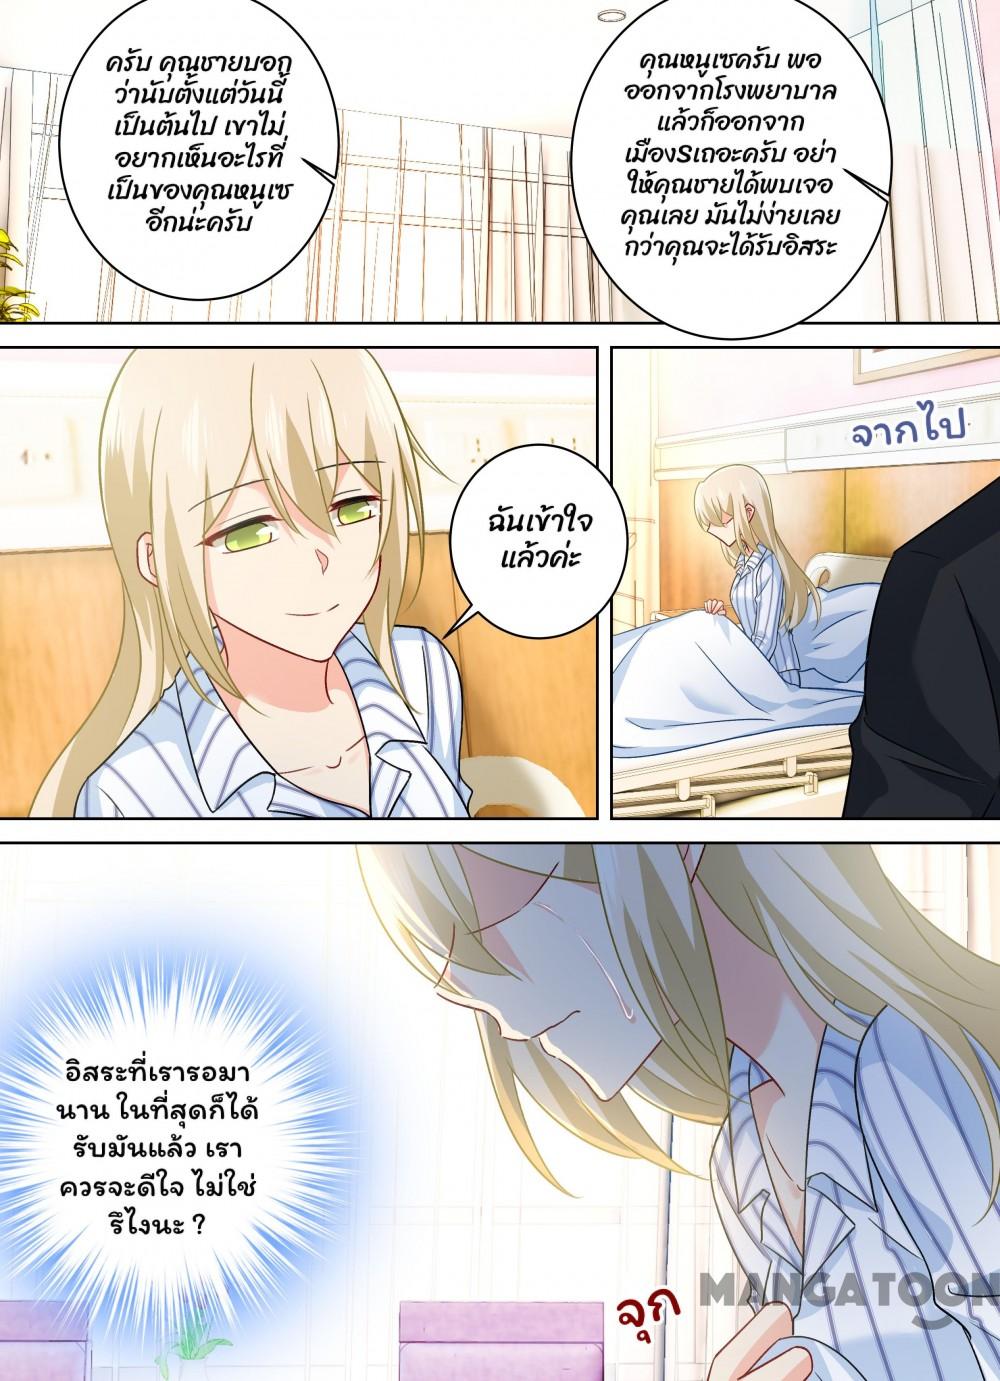 ครับ คุณชายบอก
ว่านับตั้งแต่วันนี้
เป็นต้นไป เขาไม่
อยากเห็นอะไรที่
เป็นของคุณหนูเซ
อีกน่ะครับ
คุณหนูเซครับ พอ
ออกจากโรงพยาบาล
แล้วก็ออกจาก
เมืองSเถอะครับ อย่า
ให้คุณชายได้พบเจอ
คุณเลย มันไม่ง่ายเลย
กว่าคุณจะได้รับอิสระ
ฉันเข้าใจ
แล้วค่ะ
จากไป
อิสระที่เรารอมา
นาน ในที่สุดก็ได้
รับมันแล้ว เรา
ควรจะดีใจ ไม่ใช่
รึไงนะ ?
จุก
MANGATOON